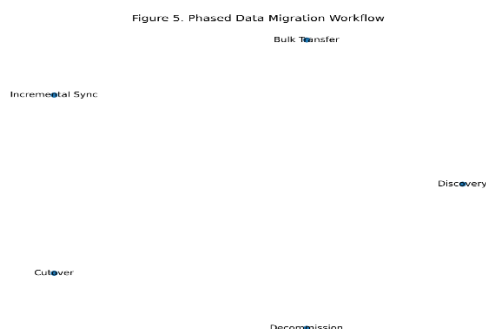 Figure 5. Phased Data Migration Workflow
Bulk Transfer
Incremental Sync
Discovery
Cutover
Decommission